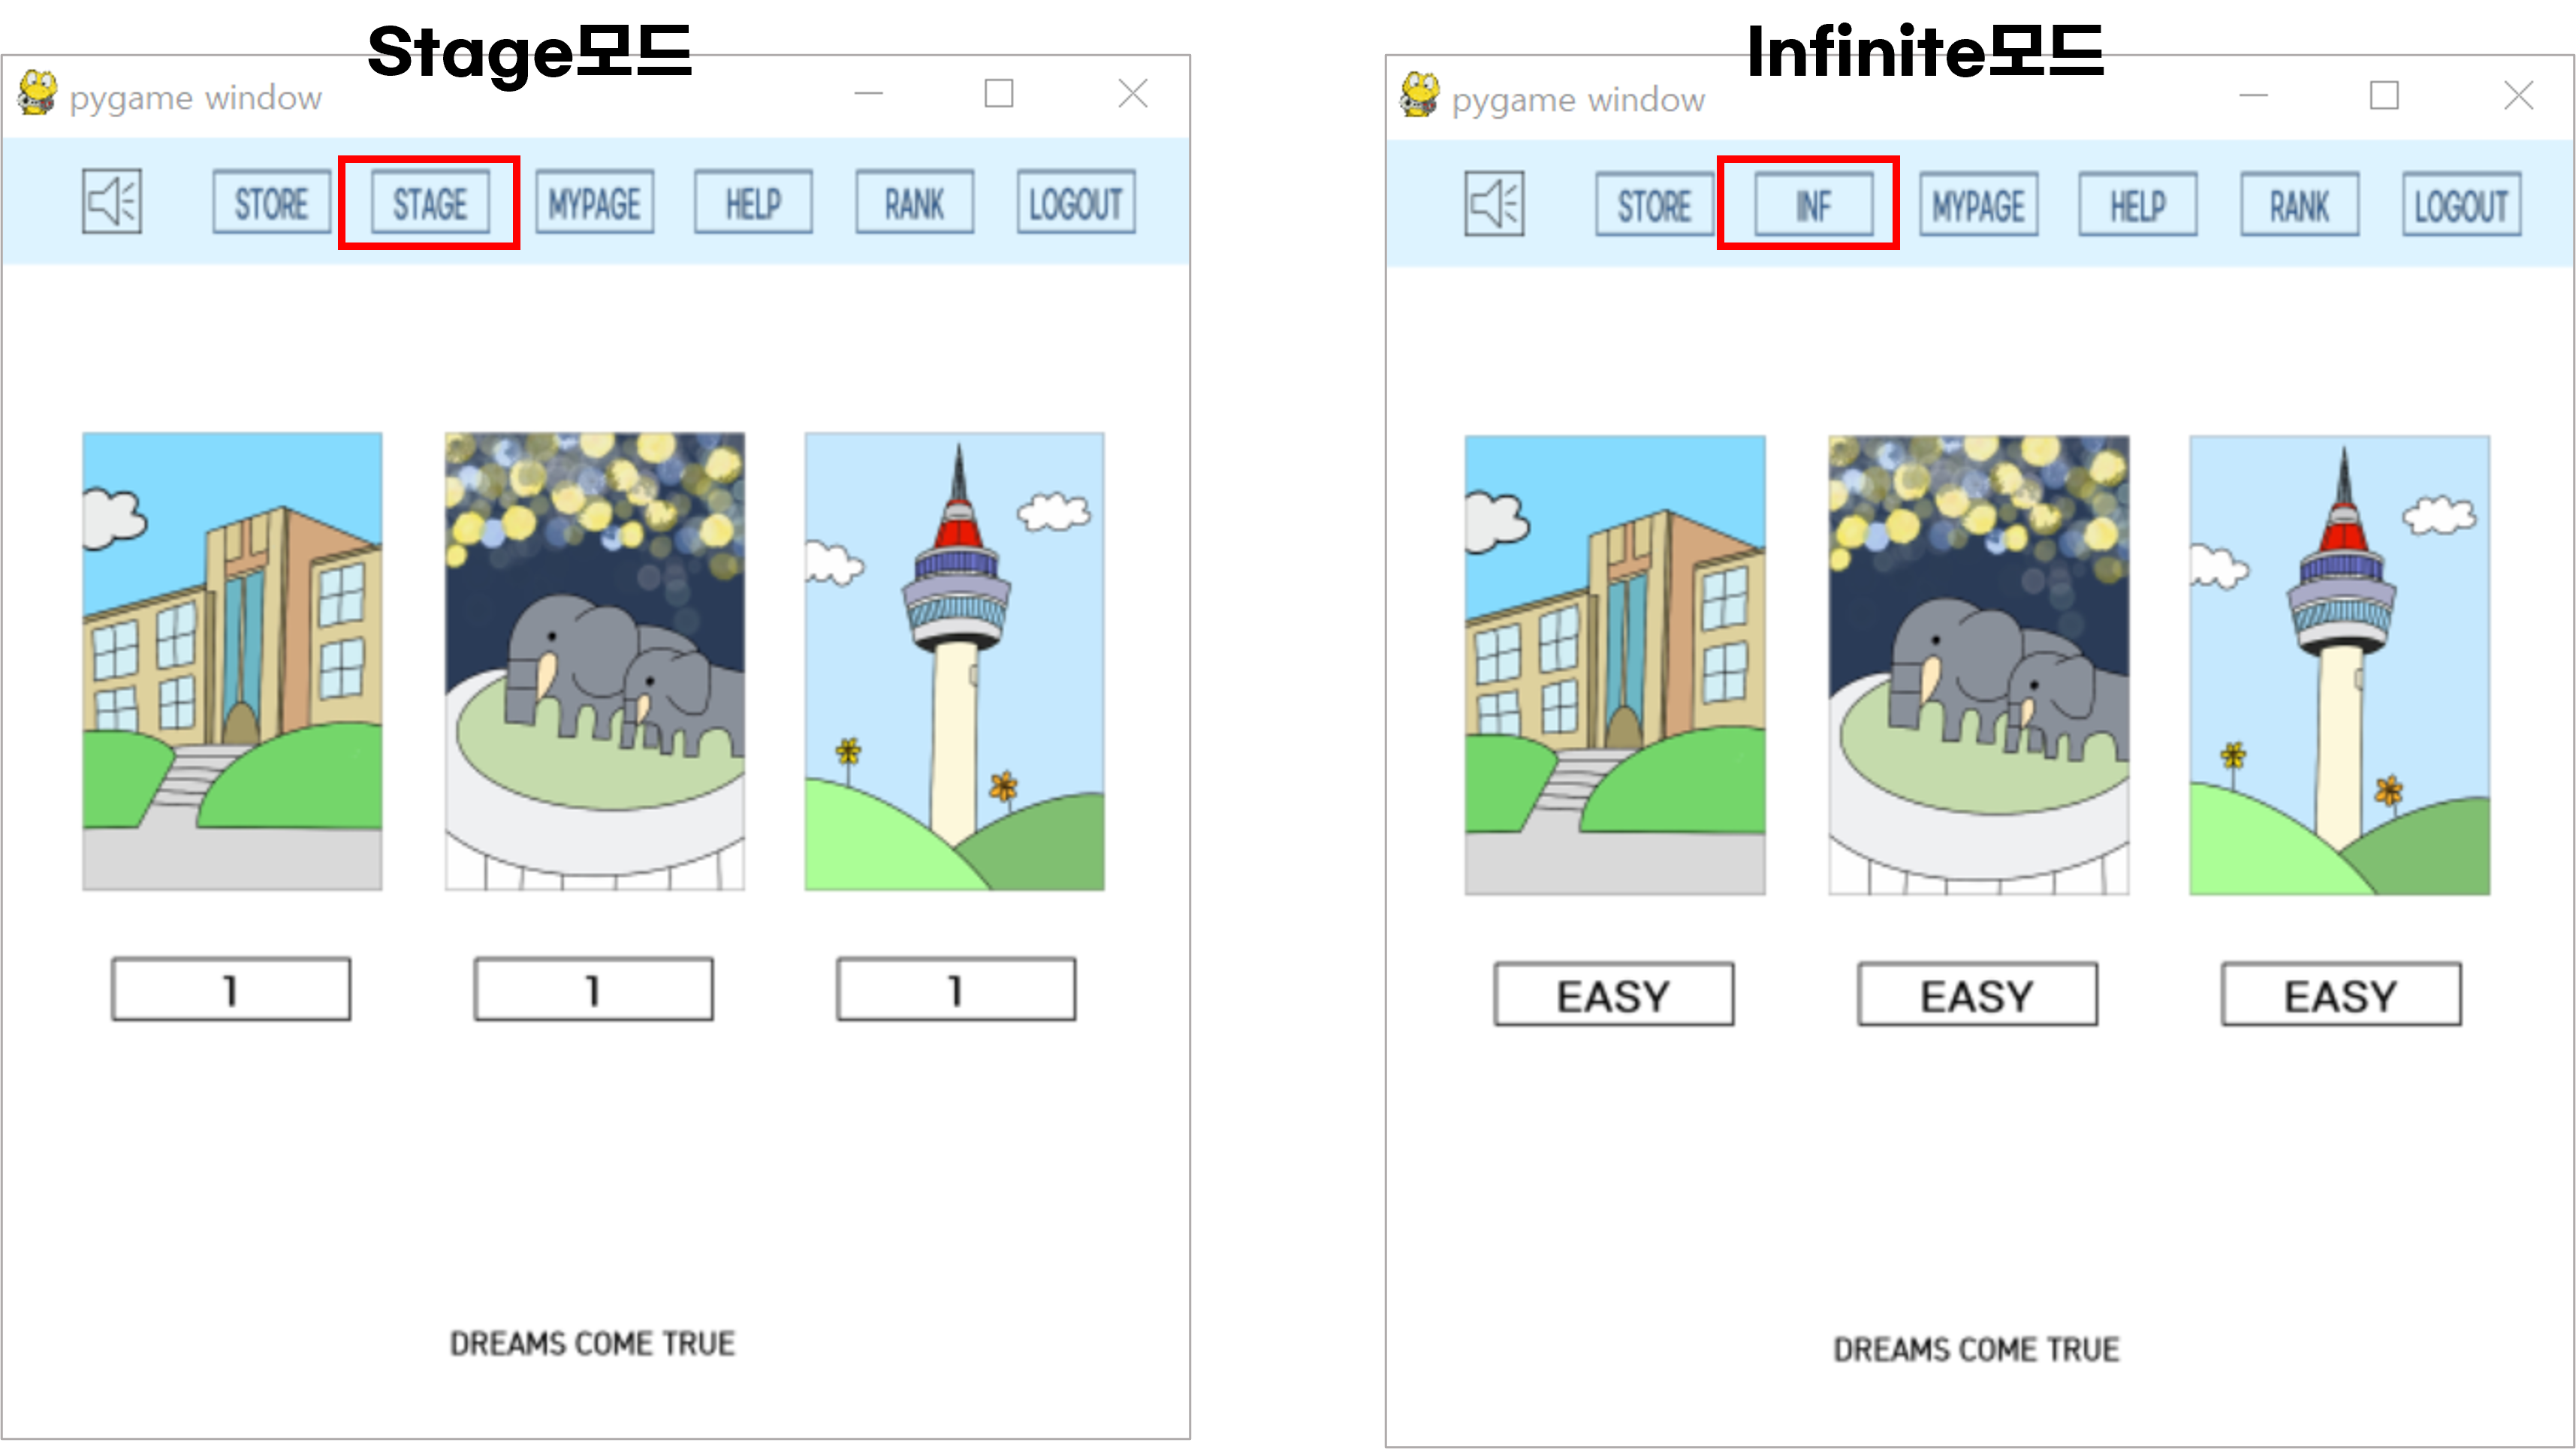 Stage모드
pygame window
STORE STAGE MYPAGE HELP RANK LOGOUT
1 1 1
DREAMS COME TRUE
Infinite모드
pygame window
STORE INF MYPAGE HELP RANK LOGOUT
EASY EASY EASY
DREAMS COME TRUE